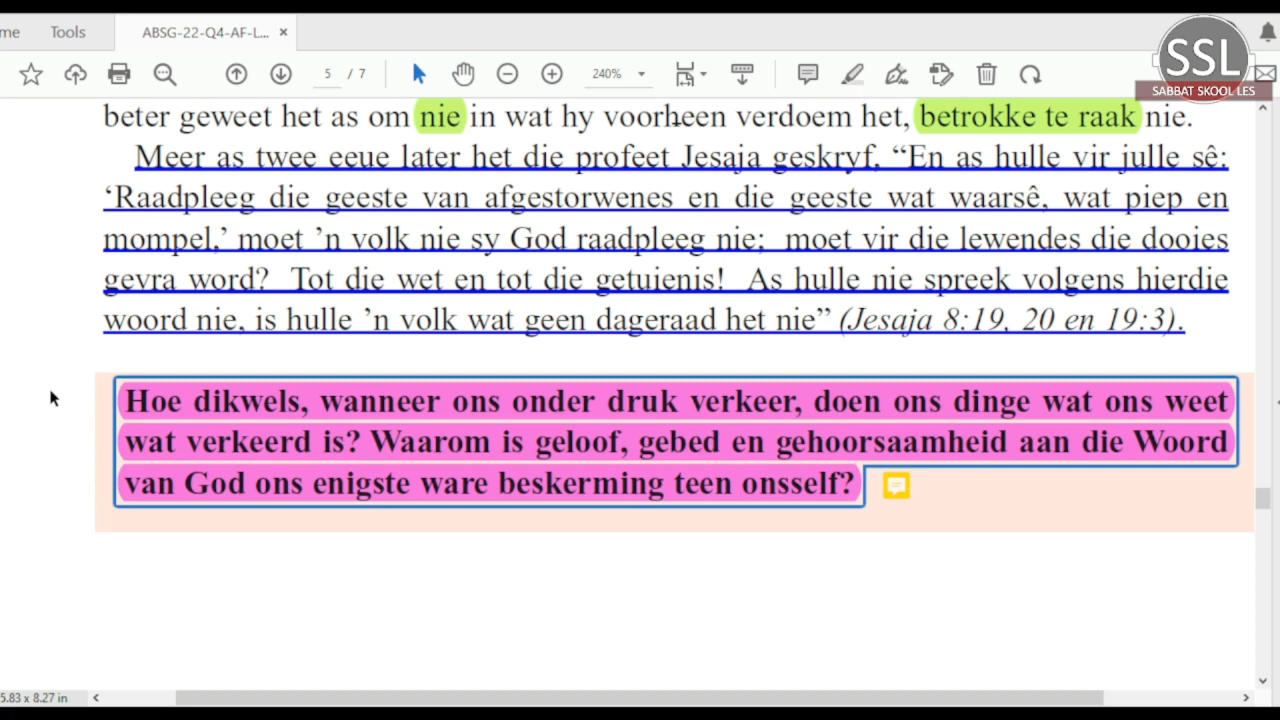 me Tools ABSG-22-Q4-AF-L... ×
5 / 7 240%
SSL
SABBAT SKOOL LES
beter geweet het as om nie in wat hy voorheen verdoem het, betrokke te raak nie.
Meer as twee eeue later het die profeet Jesaja geskryf, “En as hulle vir julle sê:
‘Raadpleeg die geeste van afgestorwenes en die geeste wat waarsê, wat piep en
mompel,’ moet ’n volk nie sy God raadpleeg nie; moet vir die lewendes die dooies
gevra word? Tot die wet en tot die getuienis! As hulle nie spreek volgens hierdie
woord nie, is hulle ’n volk wat geen dageraad het nie” (Jesaja 8:19, 20 en 19:3).
Hoe dikwels, wanneer ons onder druk verkeer, doen ons dinge wat ons weet
wat verkeerd is? Waarom is geloof, gebed en gehoorsaamheid aan die Woord
van God ons enigste ware beskerming teen onsself?
5.83 x 8.27 in